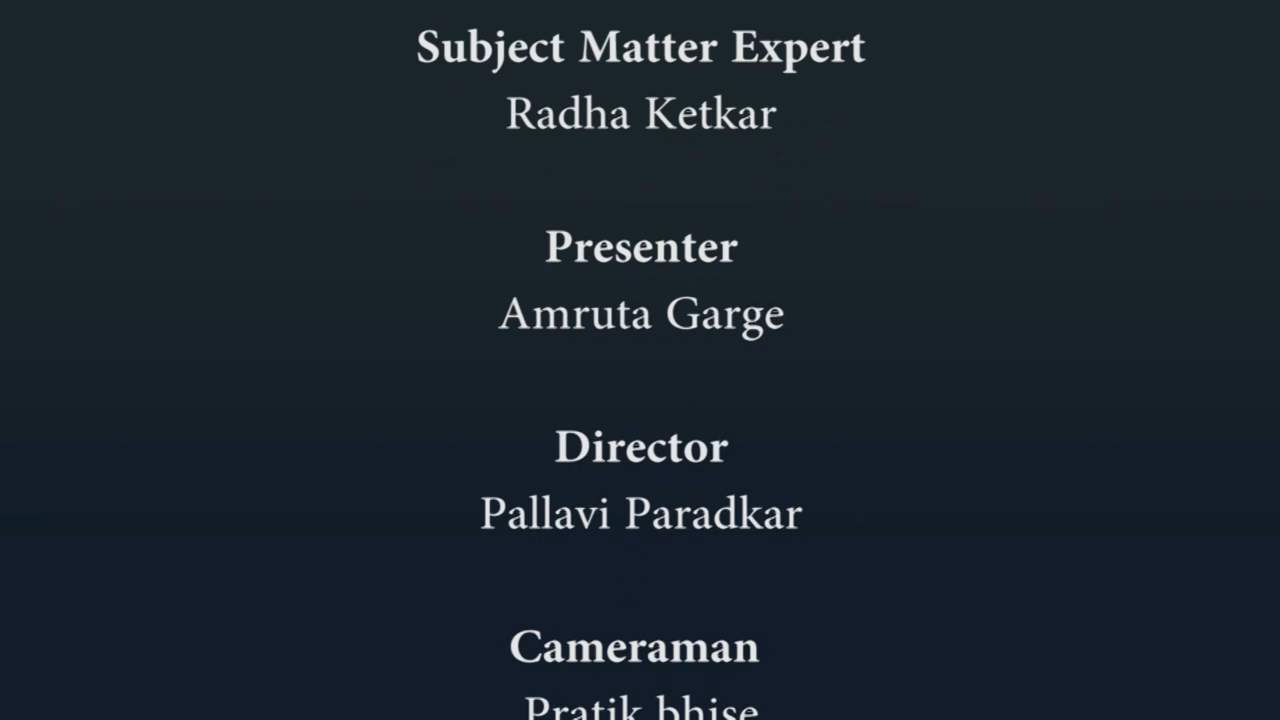 Subject Matter Expert
Radha Ketkar
Presenter
Amruta Garge
Director
Pallavi Paradkar
Cameraman
Pratik bhise